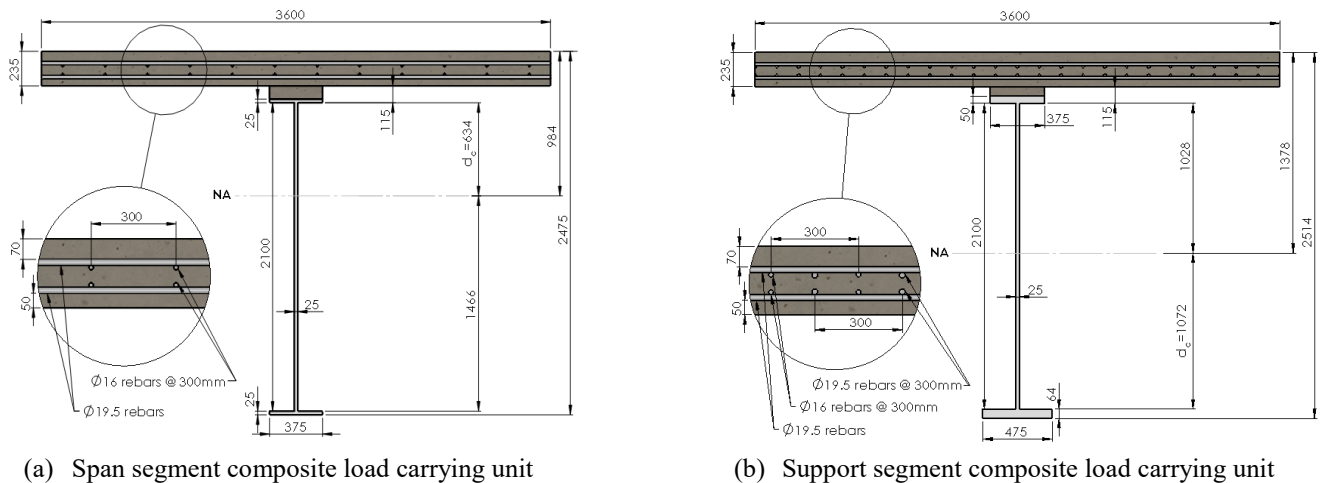 3600
235
25
115
d_c=634
984
NA
300
2100
2475
70
50
25
1466
Ø16 rebars @ 300mm
Ø19.5 rebars
25
375
(a) Span segment composite load carrying unit
3600
235
50
375
115
1028
1378
300
2100
NA
2514
70
50
25
300
d_c=1072
Ø19.5 rebars @ 300mm
Ø16 rebars @ 300mm
Ø19.5 rebars
64
475
(b) Support segment composite load carrying unit